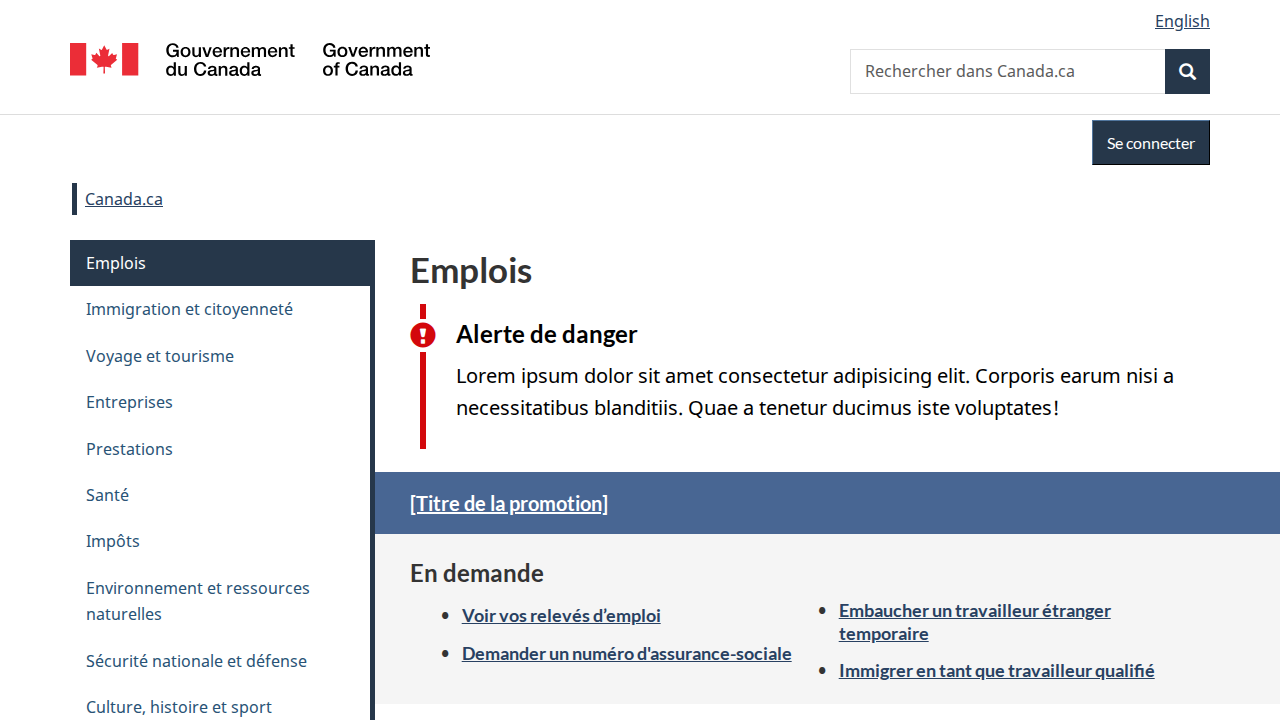 English
Gouvernement
du Canada
Government
of Canada
Rechercher dans Canada.ca
Se connecter
Canada.ca
Emplois
Immigration et citoyenneté
Voyage et tourisme
Entreprises
Prestations
Santé
Impôts
Environnement et ressources
naturelles
Sécurité nationale et défense
Culture, histoire et sport
Emplois
Alerte de danger
Lorem ipsum dolor sit amet consectetur adipisicing elit. Corporis earum nisi a
necessitatibus blanditiis. Quae a tenetur ducimus iste voluptates!
[Titre de la promotion]
En demande
Voir vos relevés d’emploi
Demander un numéro d'assurance-sociale
Embaucher un travailleur étranger
temporaire
Immigrer en tant que travailleur qualifié